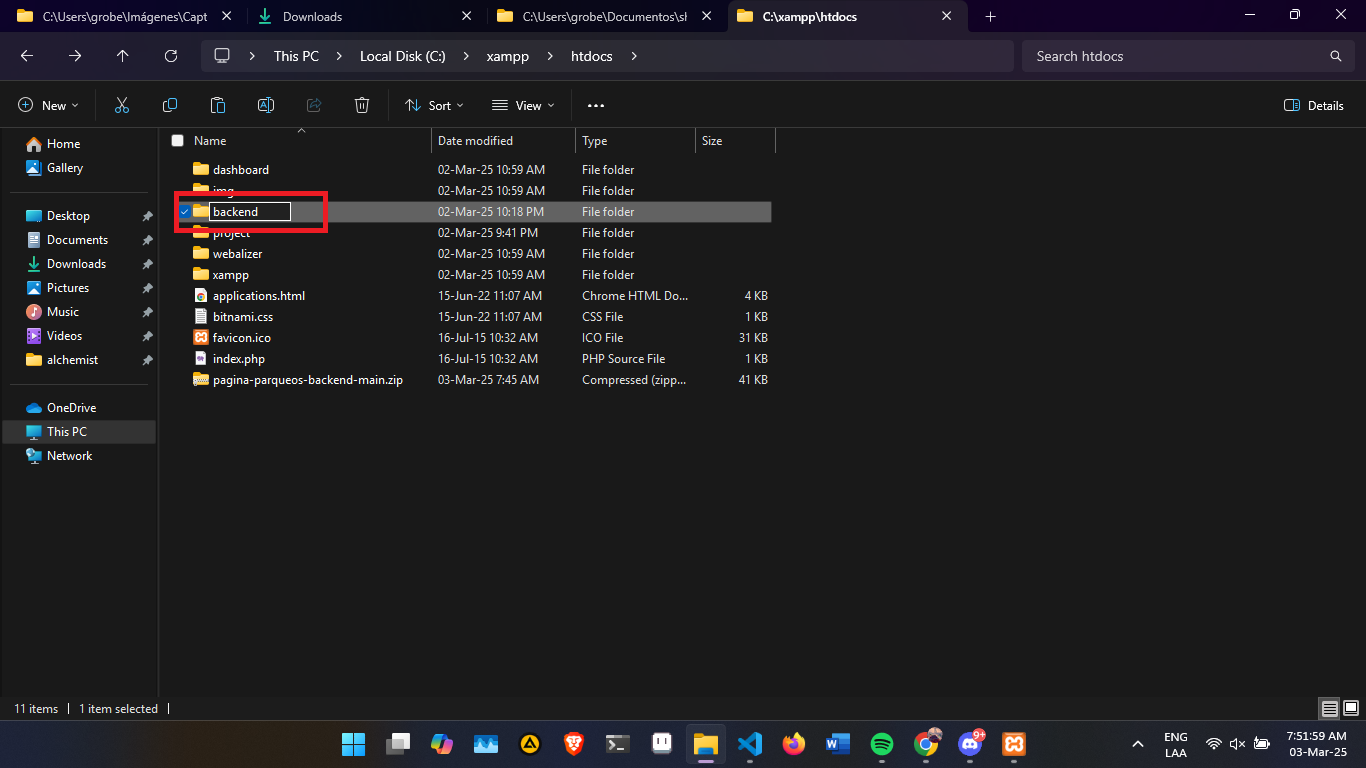 C:\Users\grobe\Imágenes\Capt
Downloads
C:\Users\grobe\Documentos\sl
C:\xampp\htdocs
This PC
Local Disk (C:)
xampp
htdocs
Search htdocs
New
Sort
View
Details
Home
Gallery
Desktop
Documents
Downloads
Pictures
Music
Videos
alchemist
OneDrive
This PC
Network
Name Date modified Type Size
dashboard 02-Mar-25 10:59 AM File folder
img 02-Mar-25 10:59 AM File folder
backend 02-Mar-25 10:18 PM File folder
project 02-Mar-25 9:41 PM File folder
webalizer 02-Mar-25 10:59 AM File folder
xampp 02-Mar-25 10:59 AM File folder
applications.html 15-Jun-22 11:07 AM Chrome HTML Do... 4 KB
bitnami.css 15-Jun-22 11:07 AM CSS File 1 KB
favicon.ico 16-Jul-15 10:32 AM ICO File 31 KB
index.php 16-Jul-15 10:32 AM PHP Source File 1 KB
pagina-parqueos-backend-main.zip 03-Mar-25 7:45 AM Compressed (zipp... 41 KB
11 items
1 item selected
9+
ENG
LAA
7:51:59 AM
03-Mar-25